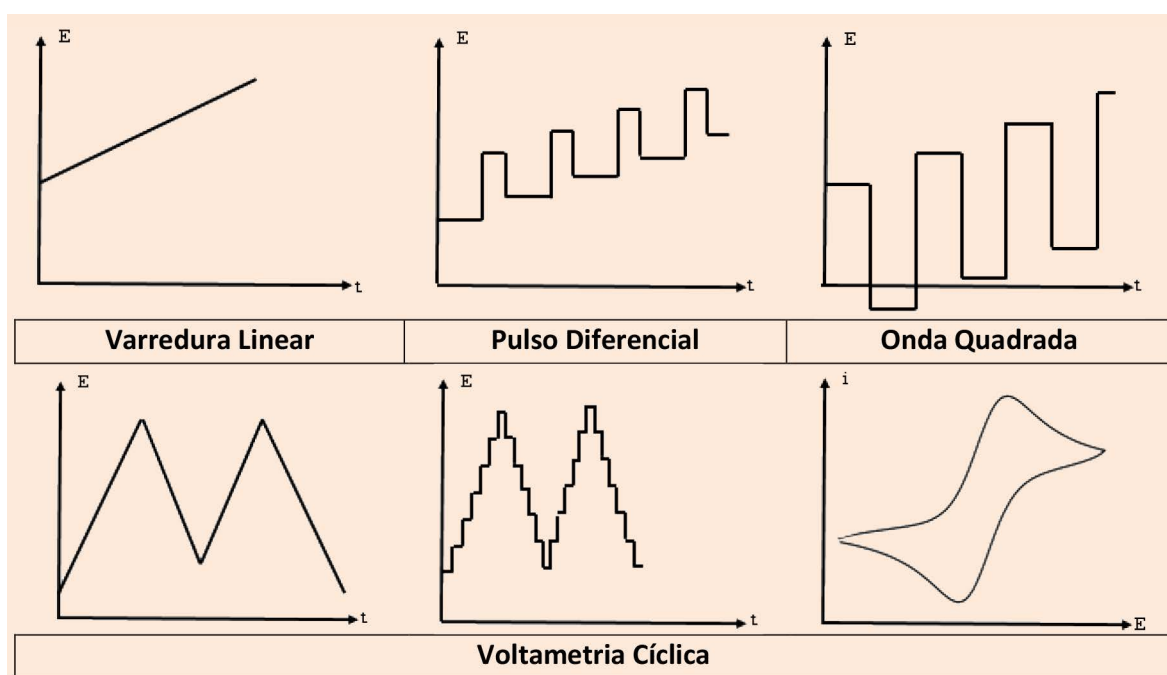 E
t
E
t
E
t
Varredura Linear
Pulso Diferencial
Onda Quadrada
E
t
E
t
i
E
Voltametria Cíclica